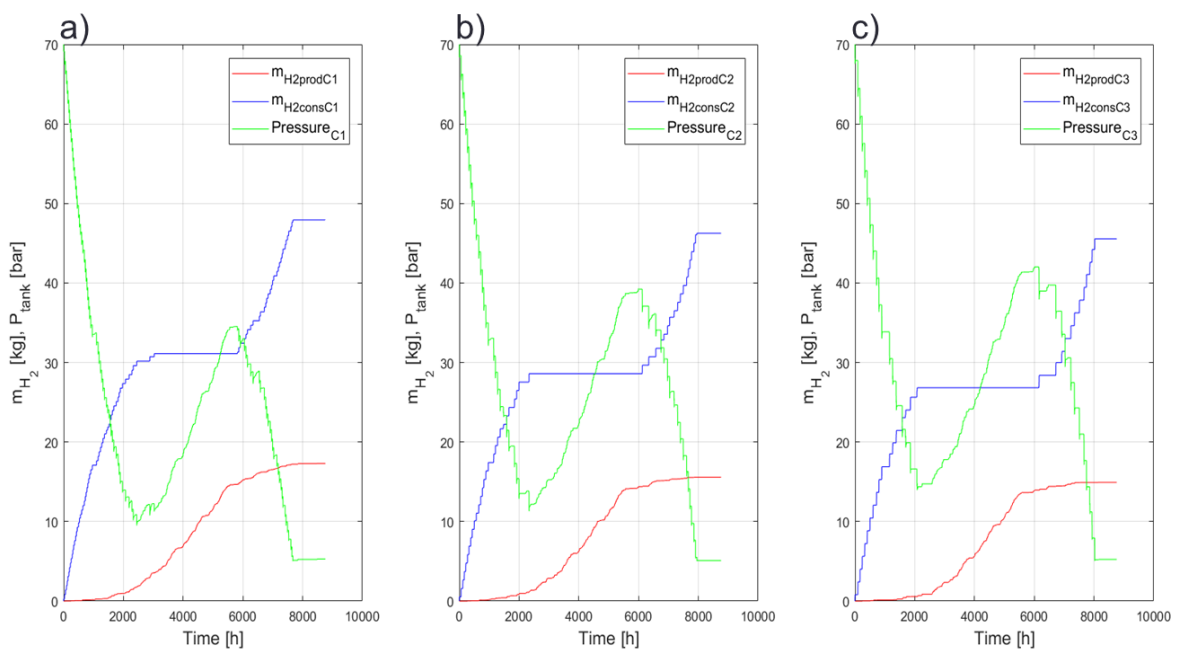 a)
70
60
50
40
30
20
10
0
0 2000 4000 6000 8000 10000
m_H2 [kg], P_tank [bar]
Time [h]
m_H2prodC1
m_H2consC1
Pressure_C1
b)
70
60
50
40
30
20
10
0
0 2000 4000 6000 8000 10000
m_H2 [kg], P_tank [bar]
Time [h]
m_H2prodC2
m_H2consC2
Pressure_C2
c)
70
60
50
40
30
20
10
0
0 2000 4000 6000 8000 10000
m_H2 [kg], P_tank [bar]
Time [h]
m_H2prodC3
m_H2consC3
Pressure_C3